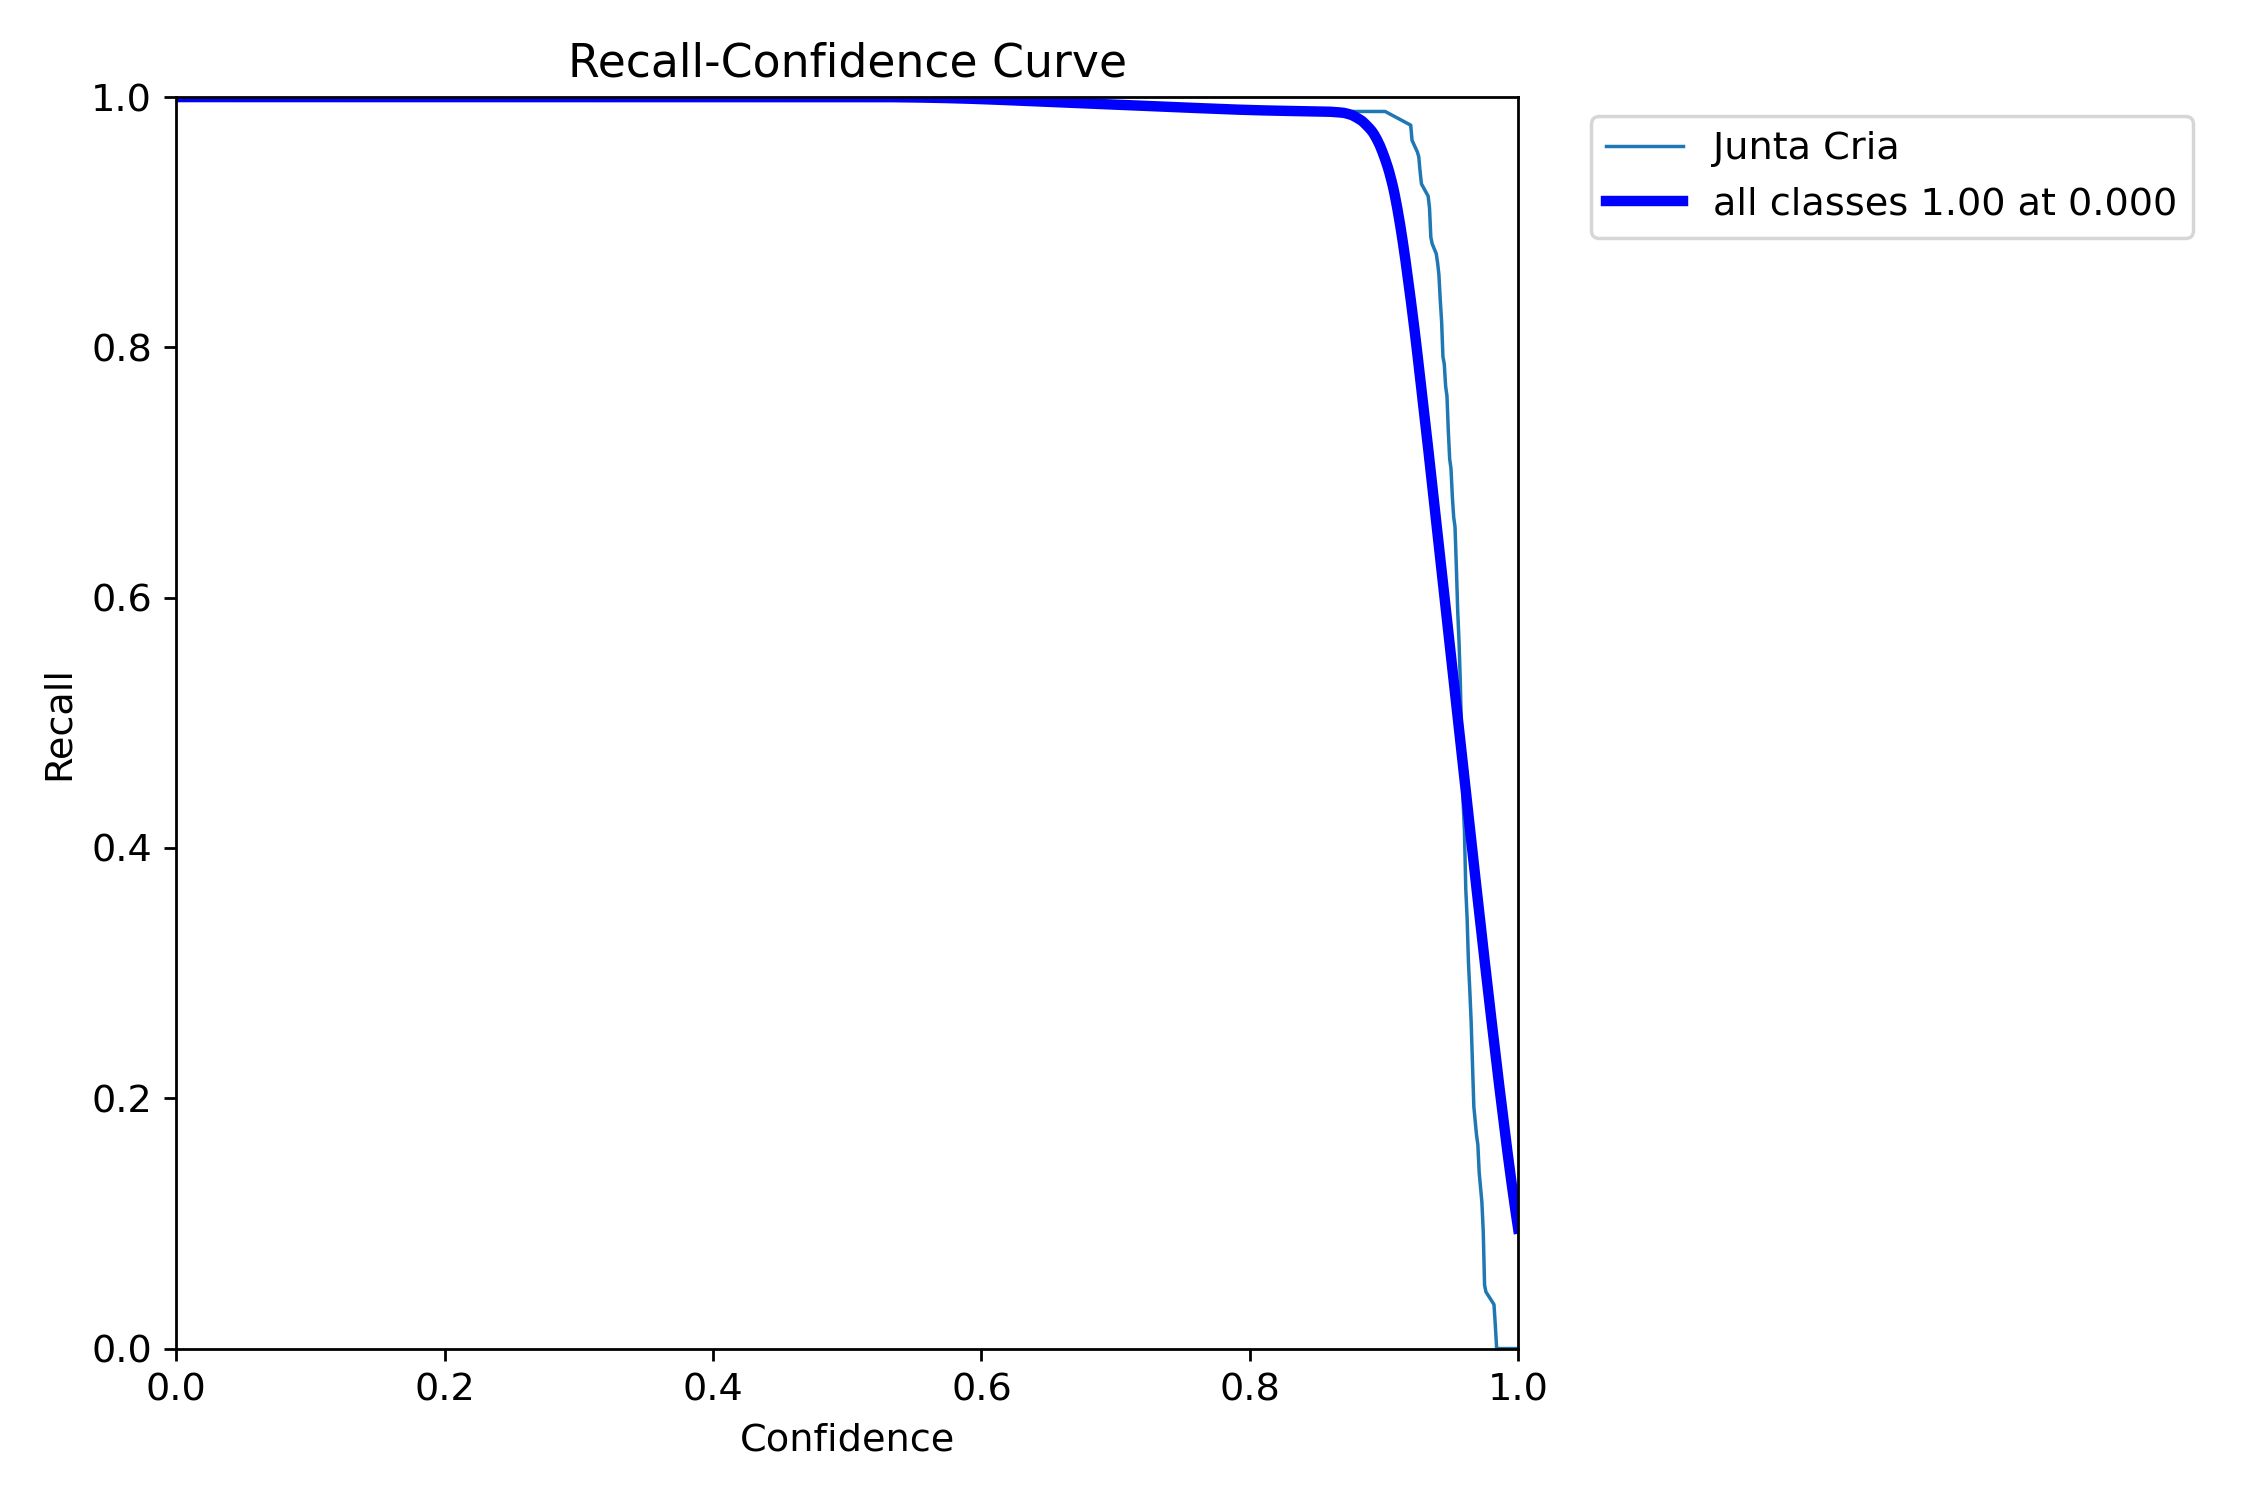 Recall-Confidence Curve
1.0
0.8
0.6
0.4
0.2
0.0
Recall
0.0 0.2 0.4 0.6 0.8 1.0
Confidence
Junta Cria
all classes 1.00 at 0.000